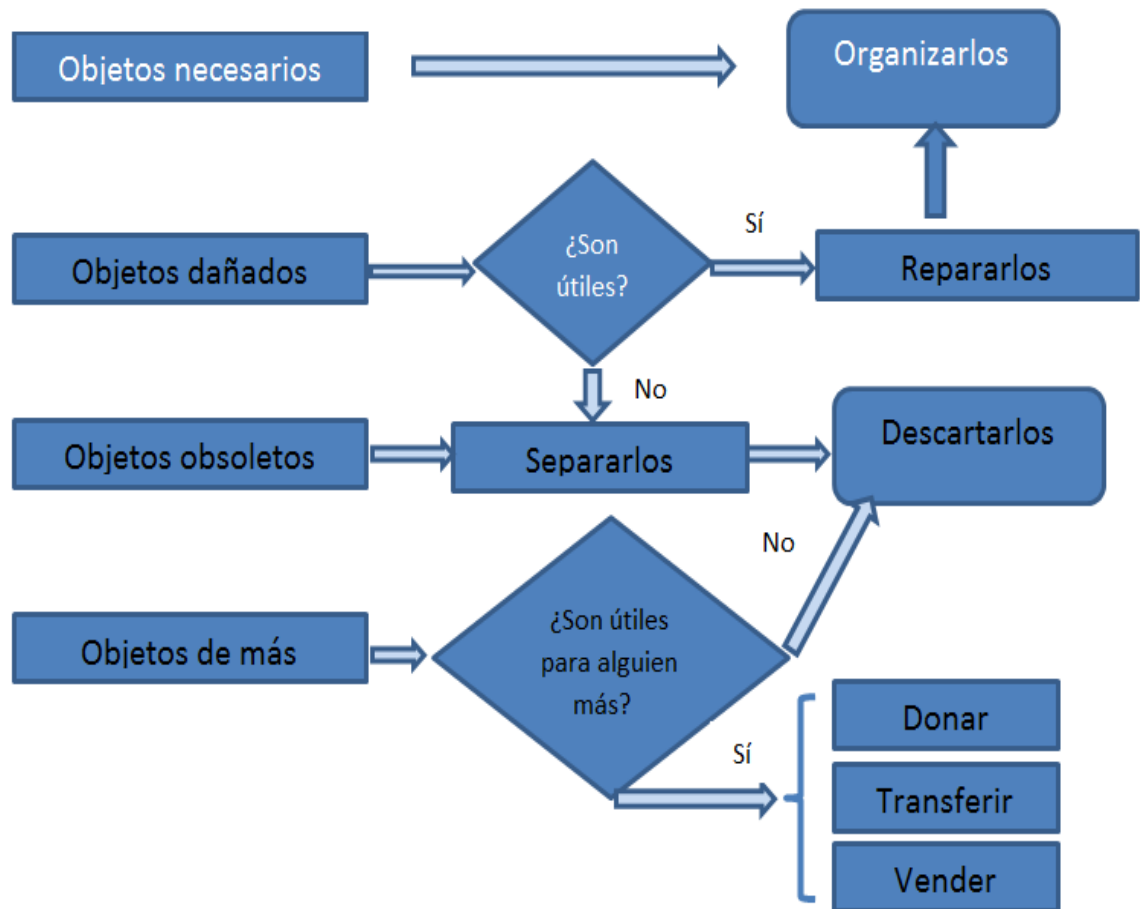 Objetos necesarios
Organizarlos
Objetos dañados
¿Son
útiles?
Sí
Repararlos
No
Objetos obsoletos
Separarlos
Descartarlos
No
Objetos de más
¿Son útiles
para alguien
más?
Sí
Donar
Transferir
Vender